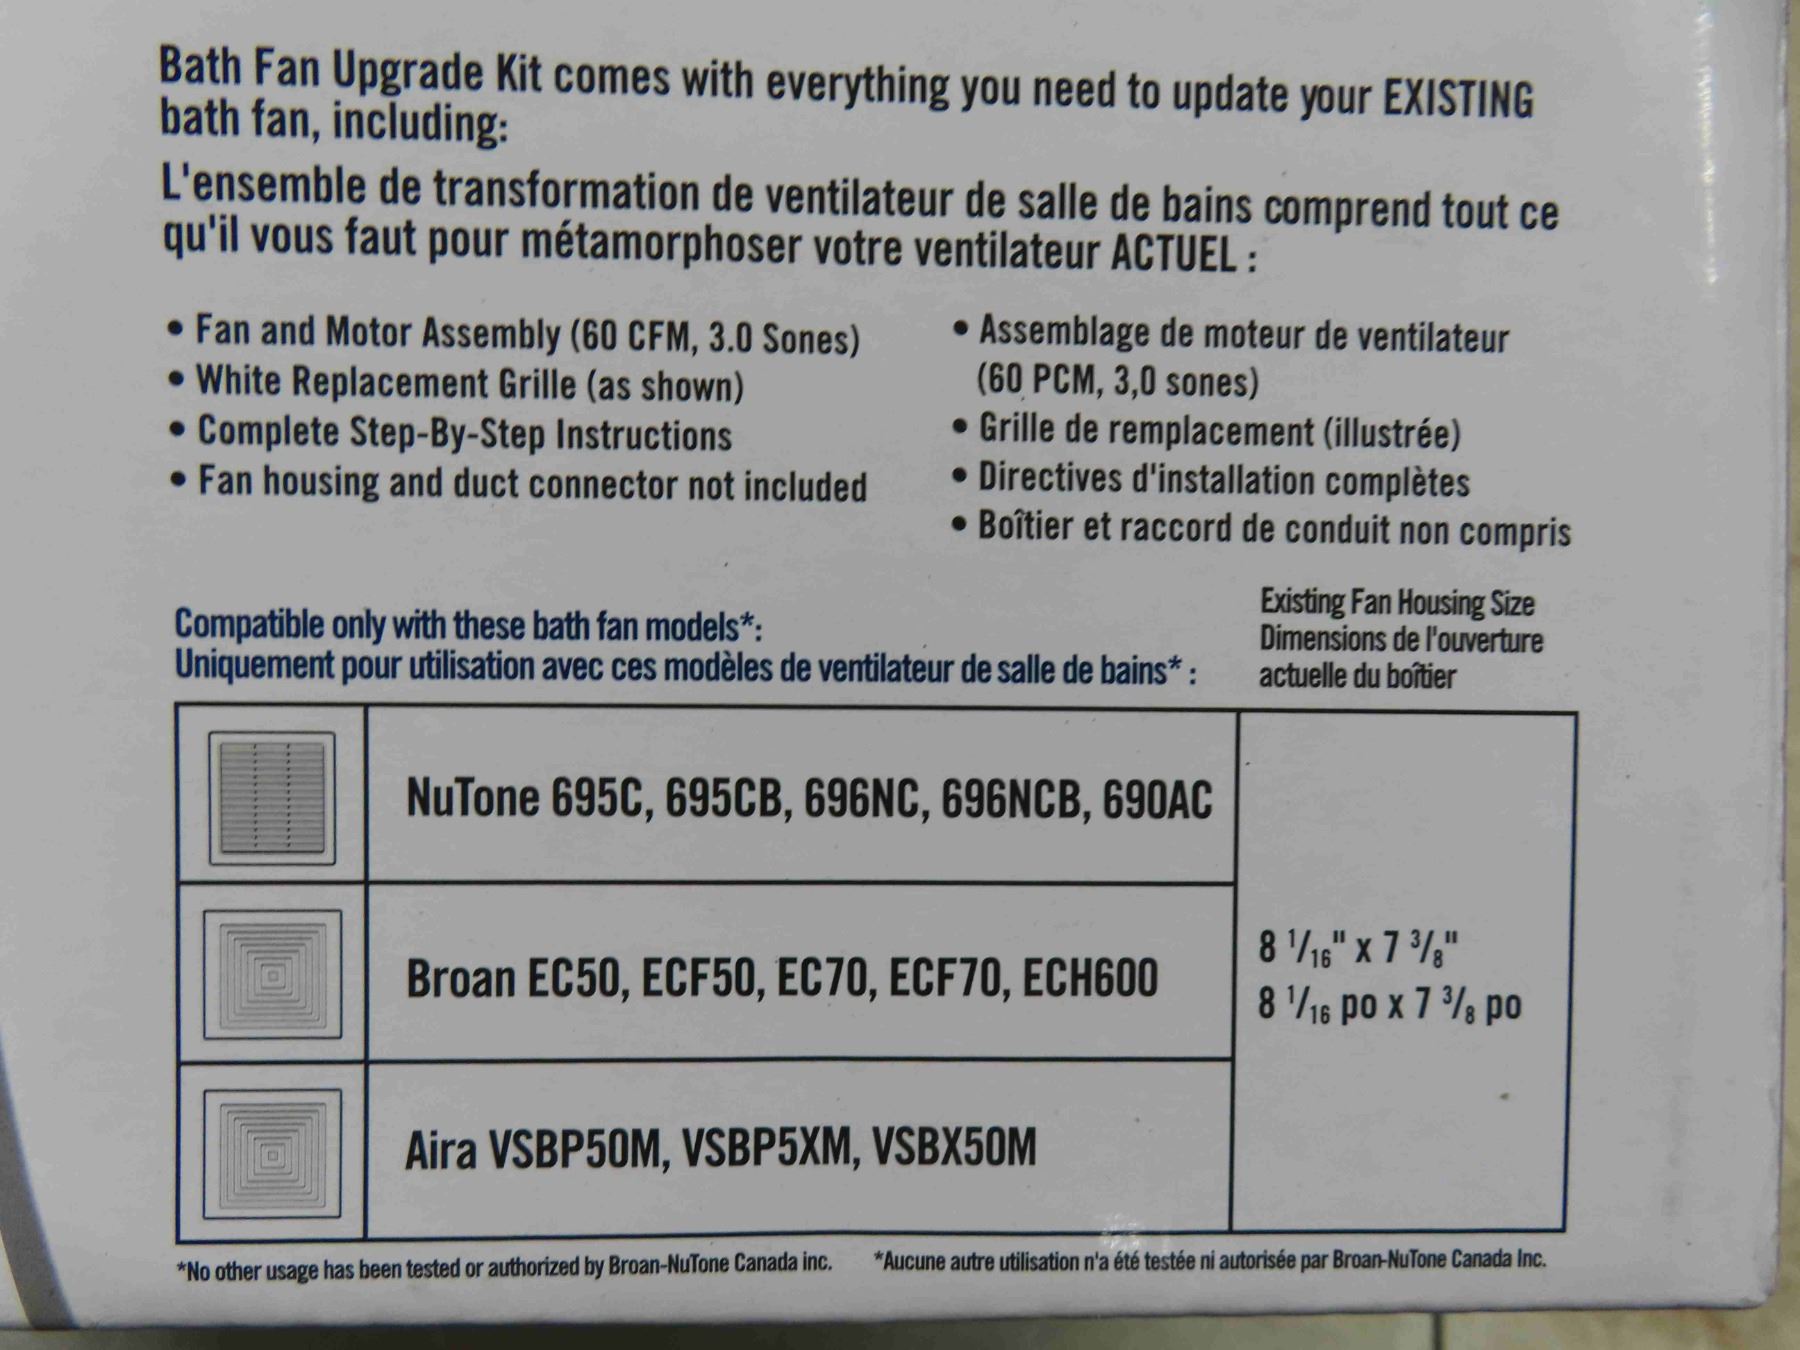 Bath Fan Upgrade Kit comes with everything you need to update your EXISTING
bath fan, including:
L'ensemble de transformation de ventilateur de salle de bains comprend tout ce
qu'il vous faut pour métamorphoser votre ventilateur ACTUEL :
• Fan and Motor Assembly (60 CFM, 3.0 Sones)
• White Replacement Grille (as shown)
• Complete Step-By-Step Instructions
• Fan housing and duct connector not included
• Assemblage de moteur de ventilateur
(60 PCM, 3,0 sones)
• Grille de remplacement (illustrée)
• Directives d'installation complètes
• Boîtier et raccord de conduit non compris
Compatible only with these bath fan models*:
Uniquement pour utilisation avec ces modèles de ventilateur de salle de bains* :
Existing Fan Housing Size
Dimensions de l'ouverture
actuelle du boîtier
NuTone 695C, 695CB, 696NC, 696NCB, 690AC
Broan EC50, ECF50, EC70, ECF70, ECH600
Aira VSBP50M, VSBP5XM, VSBX50M
8 1/16" x 7 3/8"
8 1/16 po x 7 3/8 po
*No other usage has been tested or authorized by Broan-NuTone Canada inc.
*Aucune autre utilisation n'a été testée ni autorisée par Broan-NuTone Canada Inc.